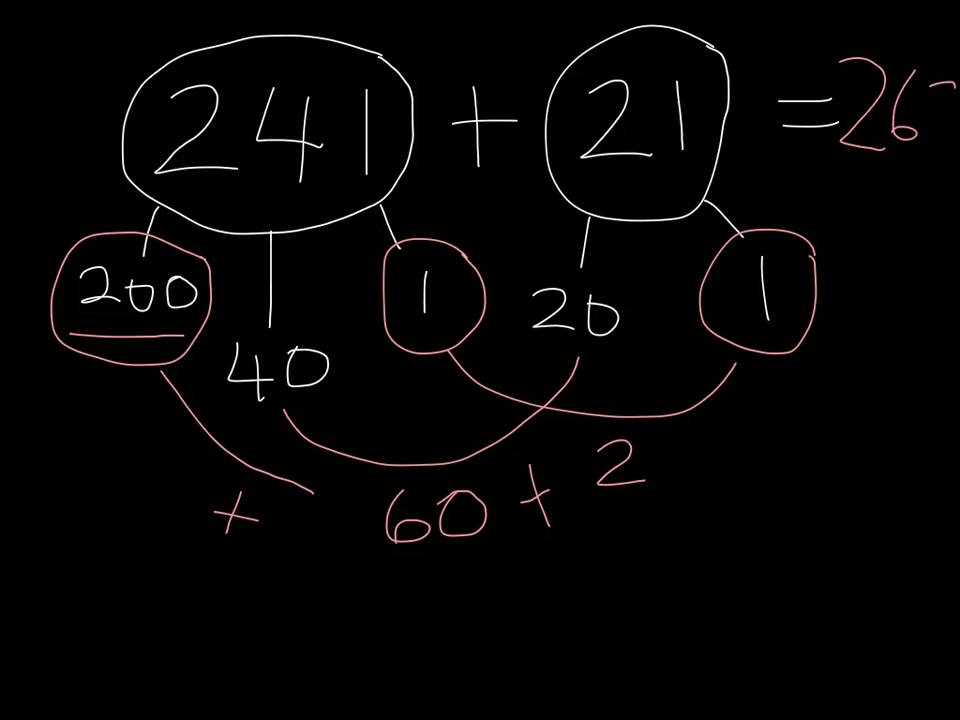 241 + 21 = 26
200 1 20 1
40
+ 60 + 2